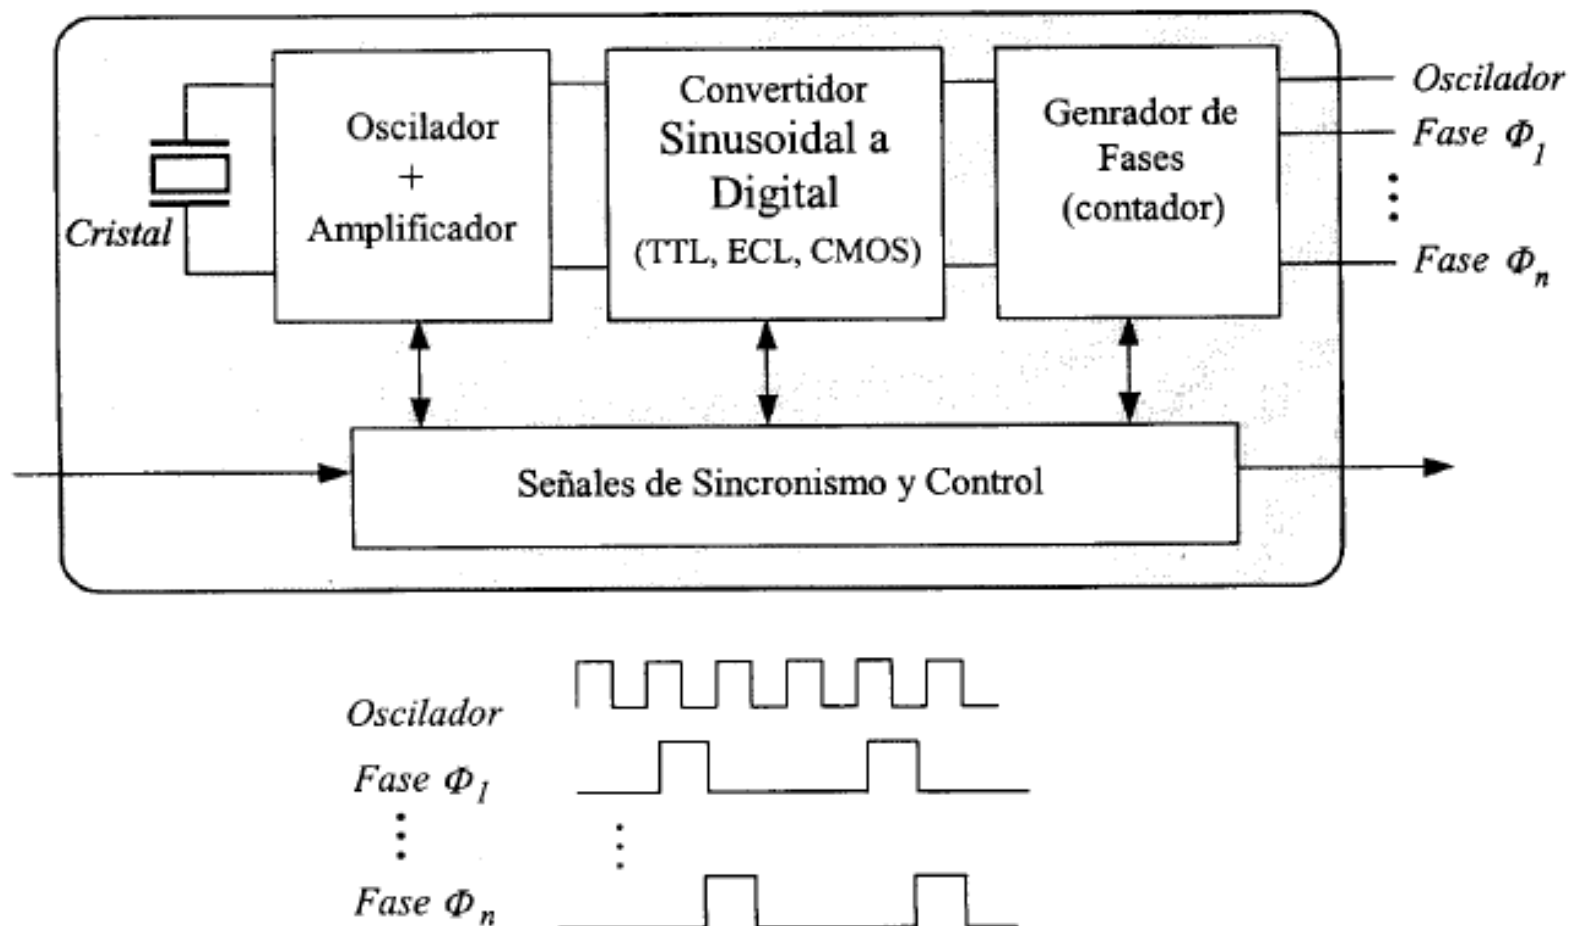 Cristal
Oscilador
+
Amplificador
Convertidor
Sinusoidal a
Digital
(TTL, ECL, CMOS)
Genrador de
Fases
(contador)
Oscilador
Fase Φ1
⋮
Fase Φn
Señales de Sincronismo y Control
Oscilador
Fase Φ1
⋮
⋮
Fase Φn